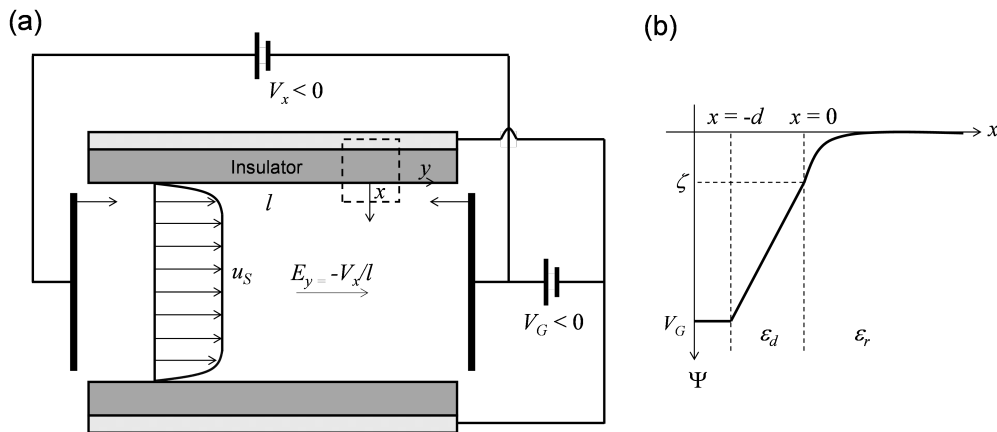 (a)
V_x < 0
Insulator
y
x
l
u_S
E_y = -V_x/l
V_G < 0
(b)
x = -d
x = 0
x
ζ
V_G
ε_d
ε_r
Ψ